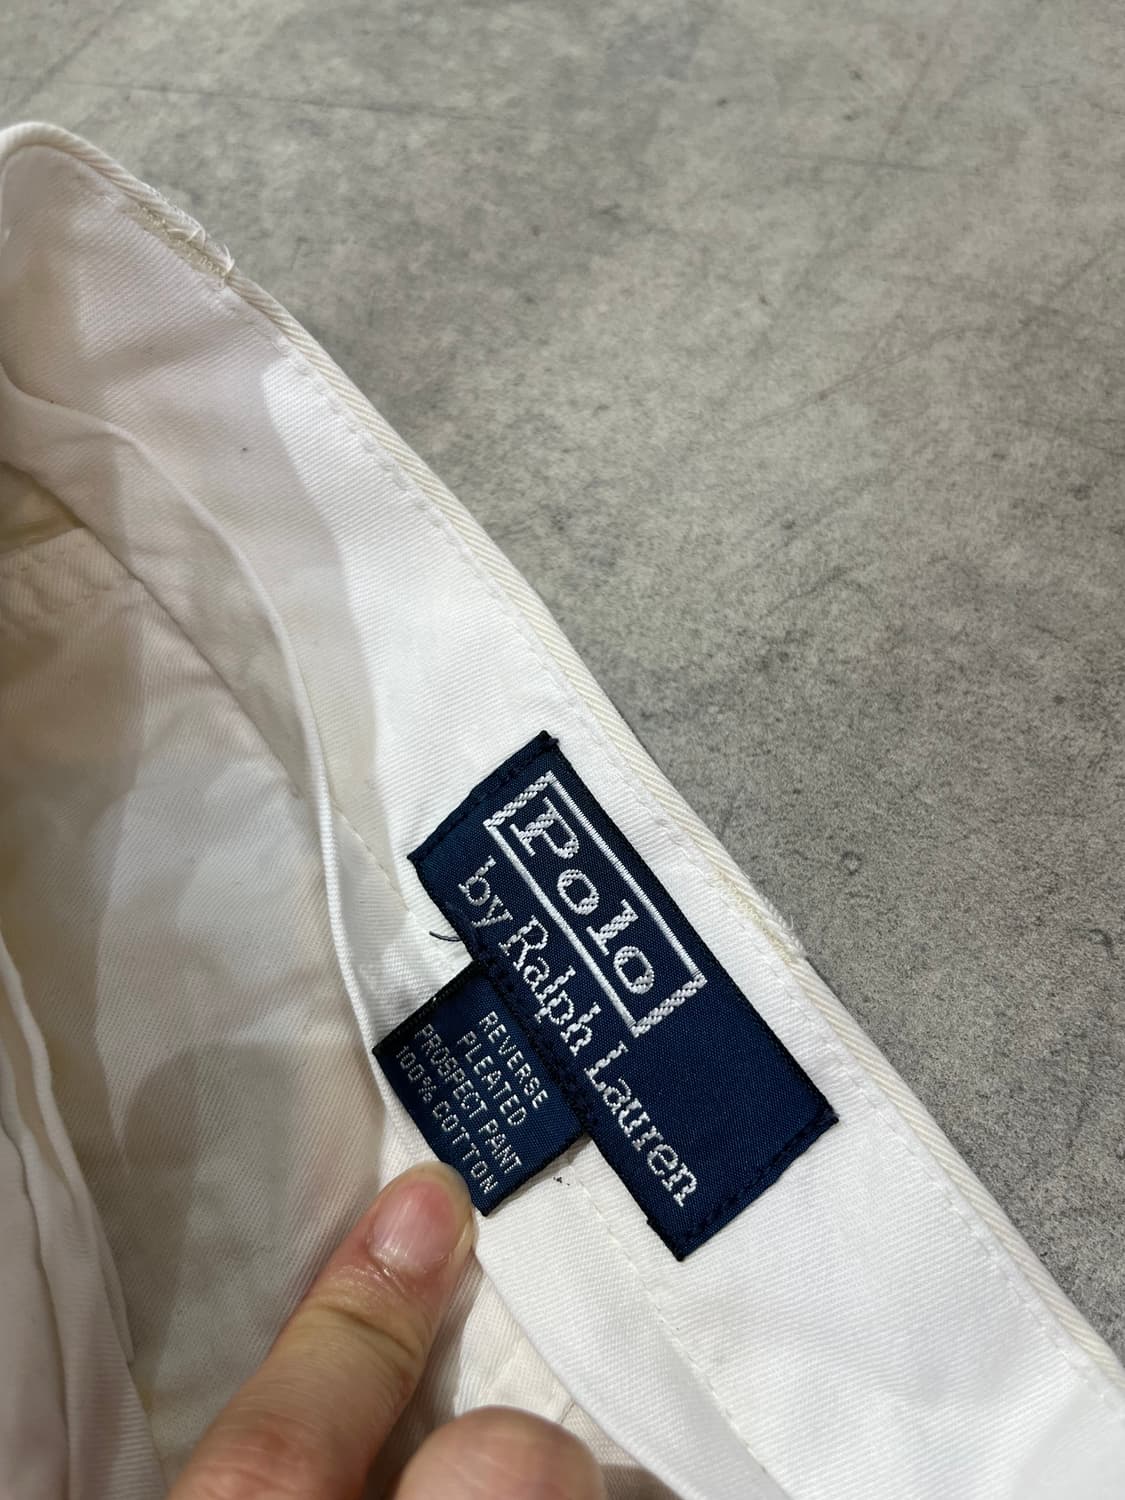 Polo
by Ralph Lauren
REVERSE
PLEATED
PROSPECT PANT
100% COTTON